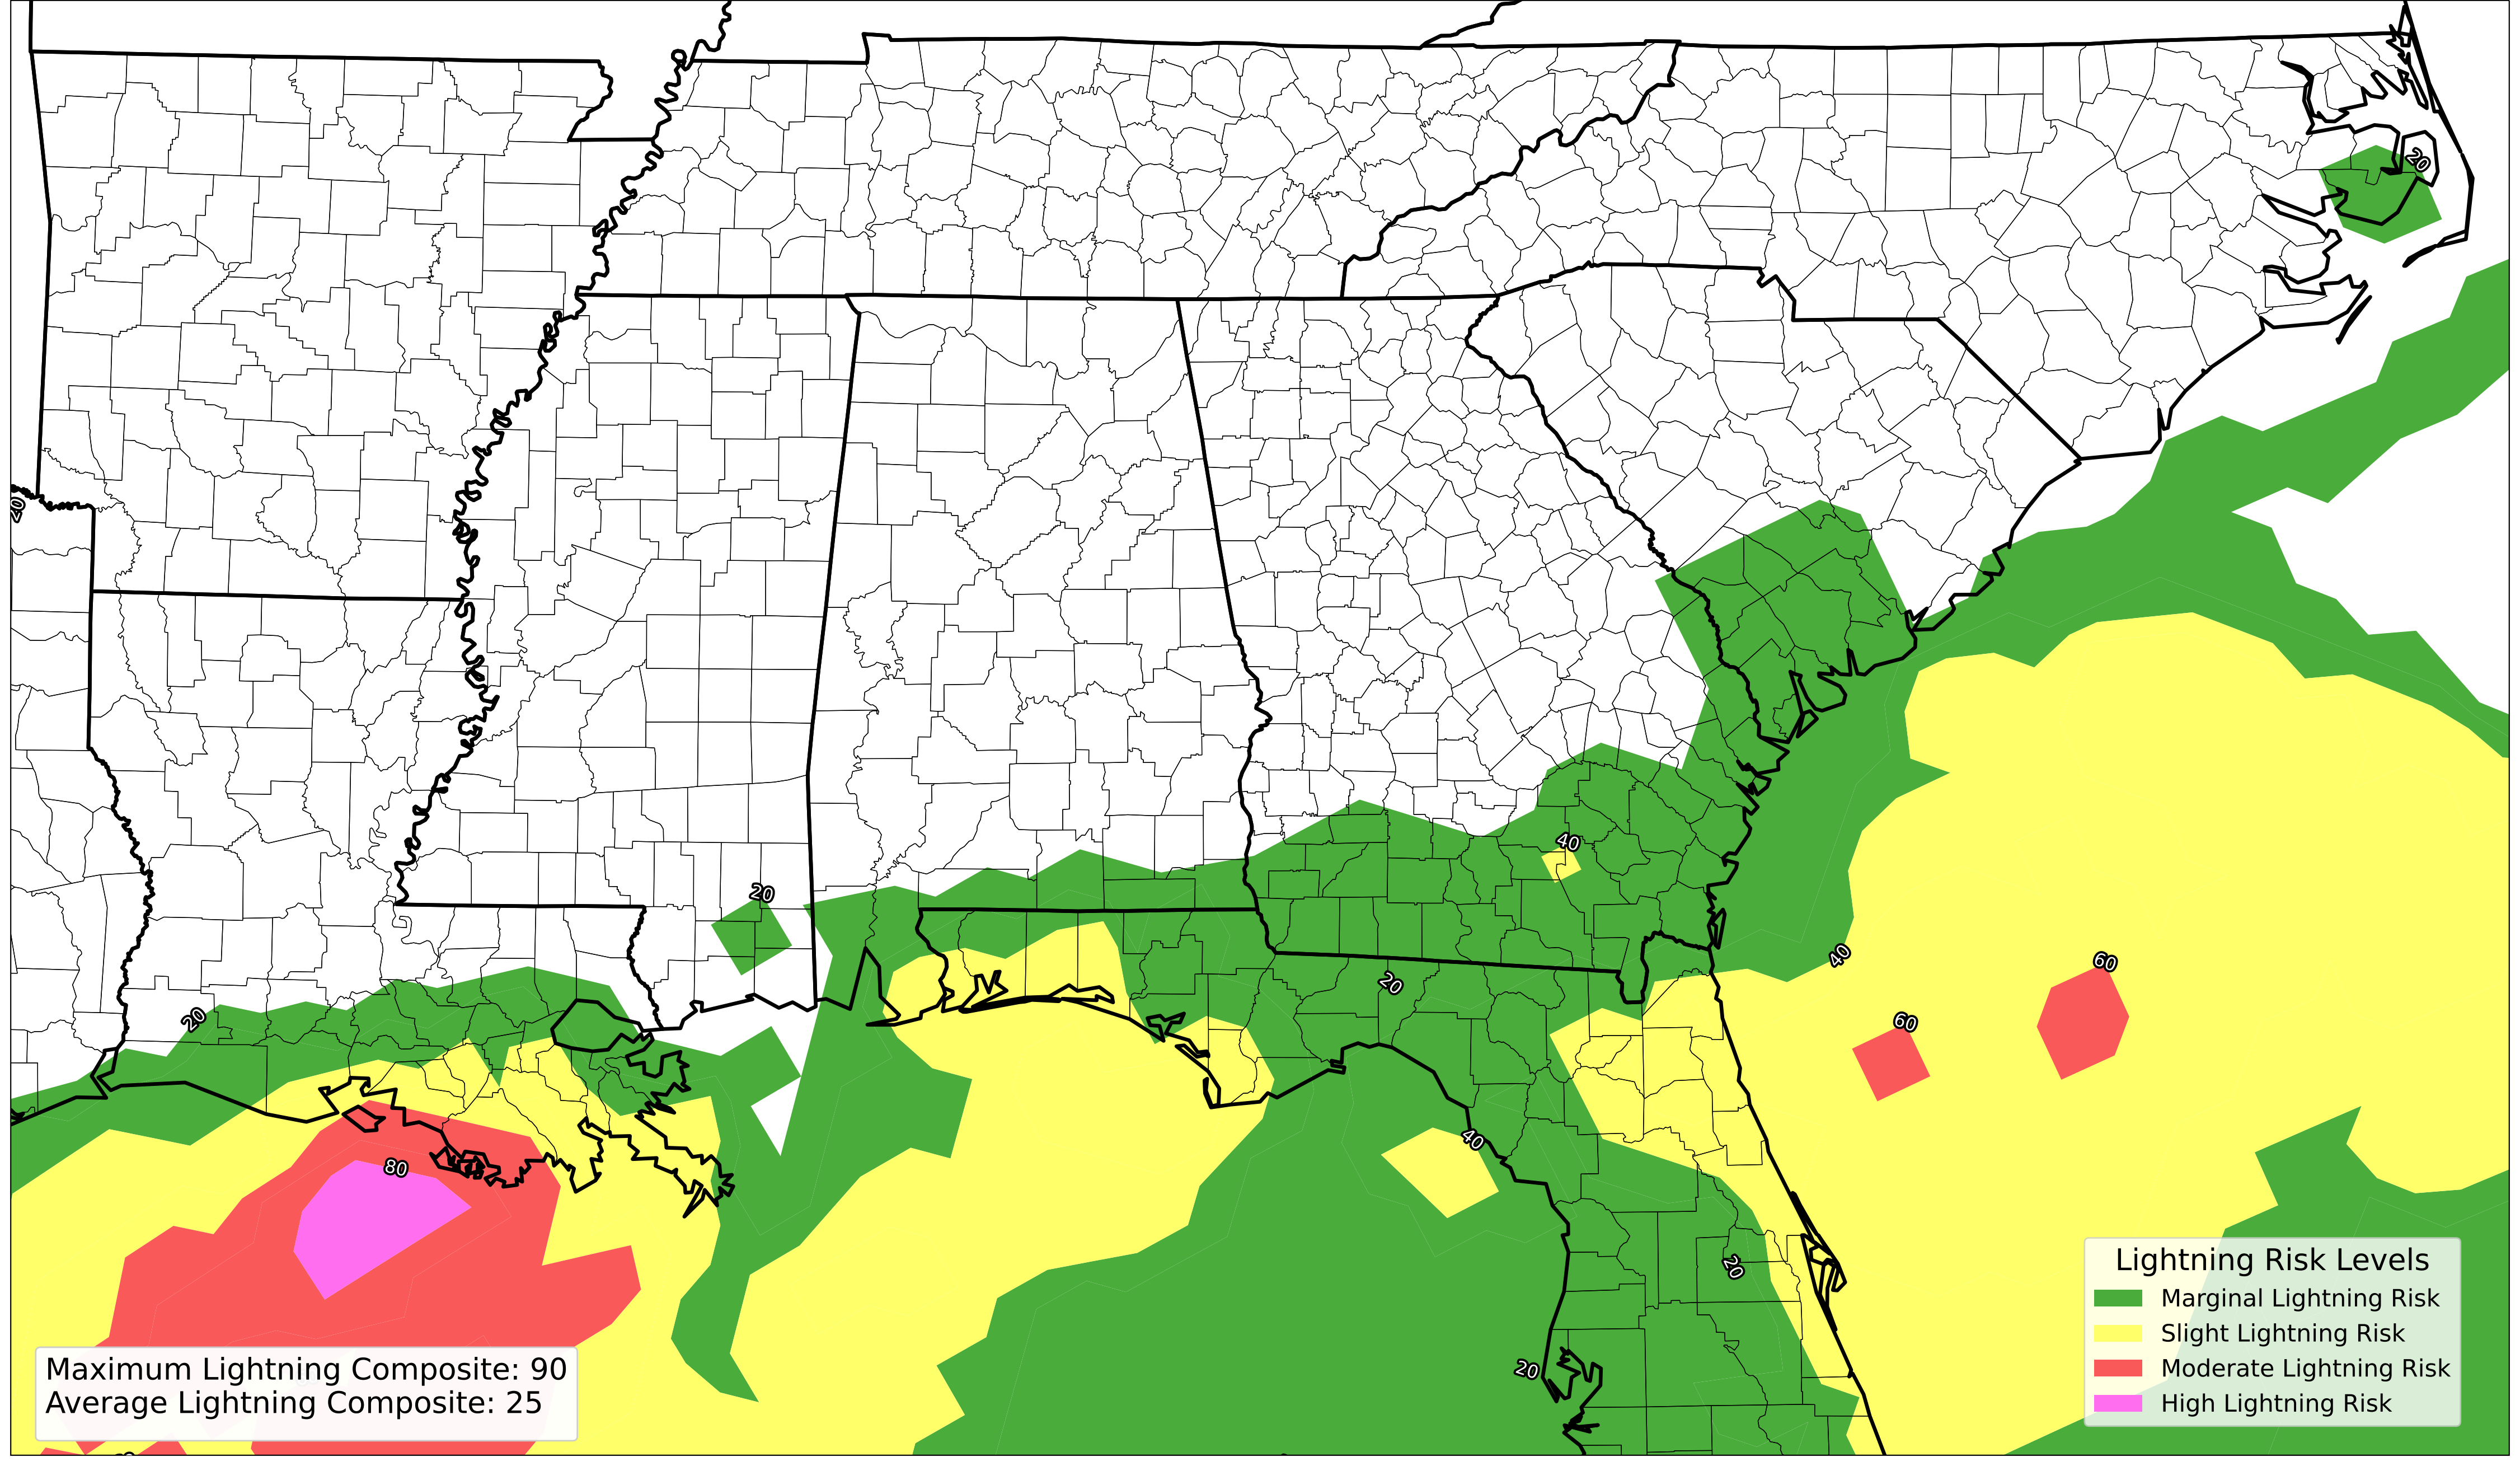 20
20
40
20
20
40
60
20
60
40
80
20
20
Lightning Risk Levels
Marginal Lightning Risk
Slight Lightning Risk
Moderate Lightning Risk
High Lightning Risk
Maximum Lightning Composite: 90
Average Lightning Composite: 25